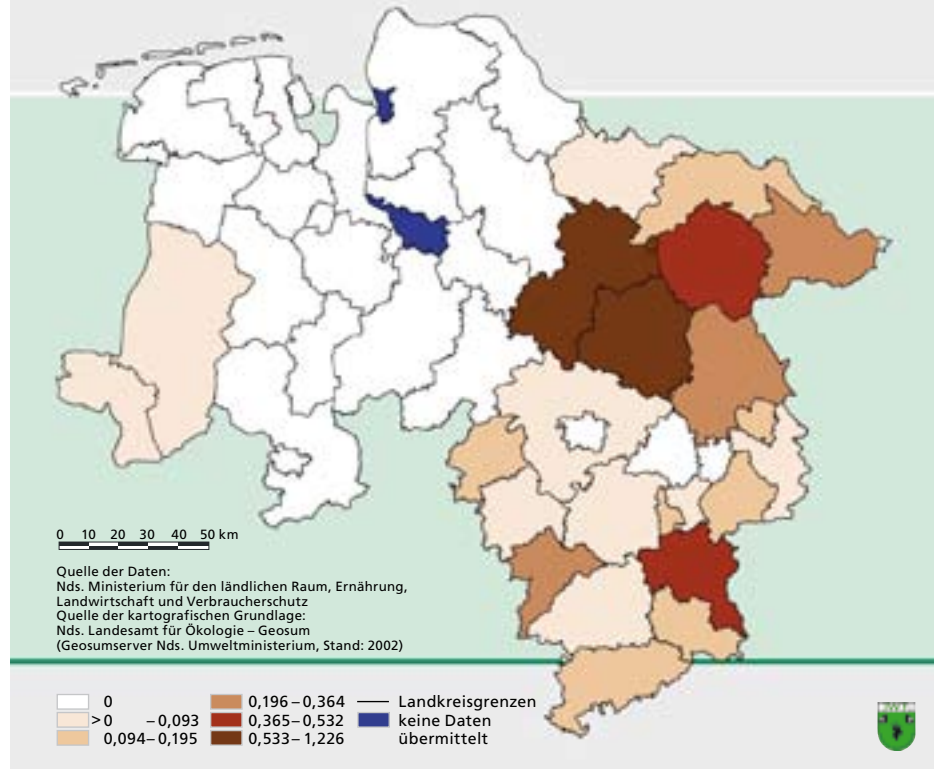 0 10 20 30 40 50 km
Quelle der Daten:
Nds. Ministerium für den ländlichen Raum, Ernährung,
Landwirtschaft und Verbraucherschutz
Quelle der kartografischen Grundlage:
Nds. Landesamt für Ökologie – Geosum
(Geosumserver Nds. Umweltministerium, Stand: 2002)
0
>0 – 0,093
0,094 – 0,195
0,196 – 0,364
0,365 – 0,532
0,533 – 1,226
Landkreisgrenzen
keine Daten
übermittelt